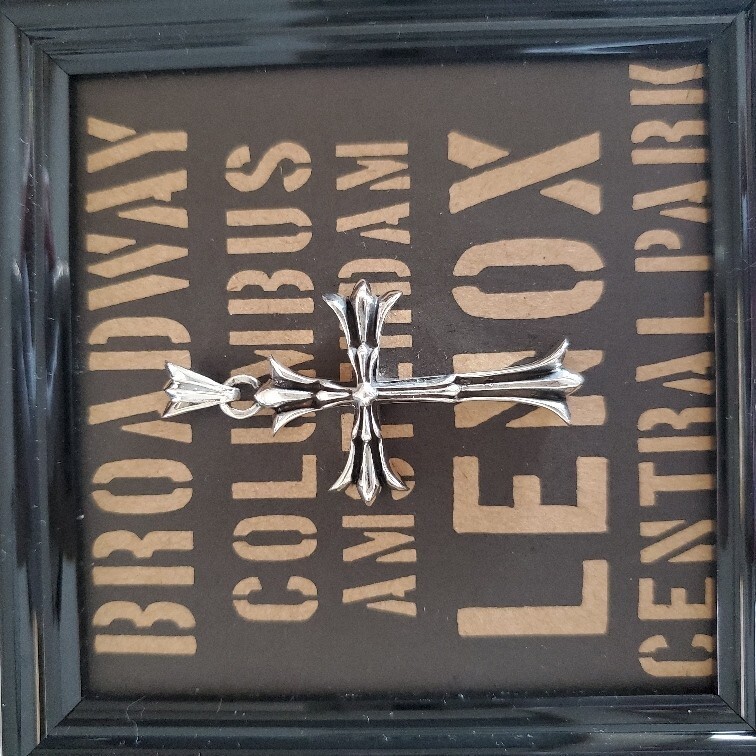 BROADWAY
COLUMBUS
AMSTERDAM
LENOX
CENTRAL PARK